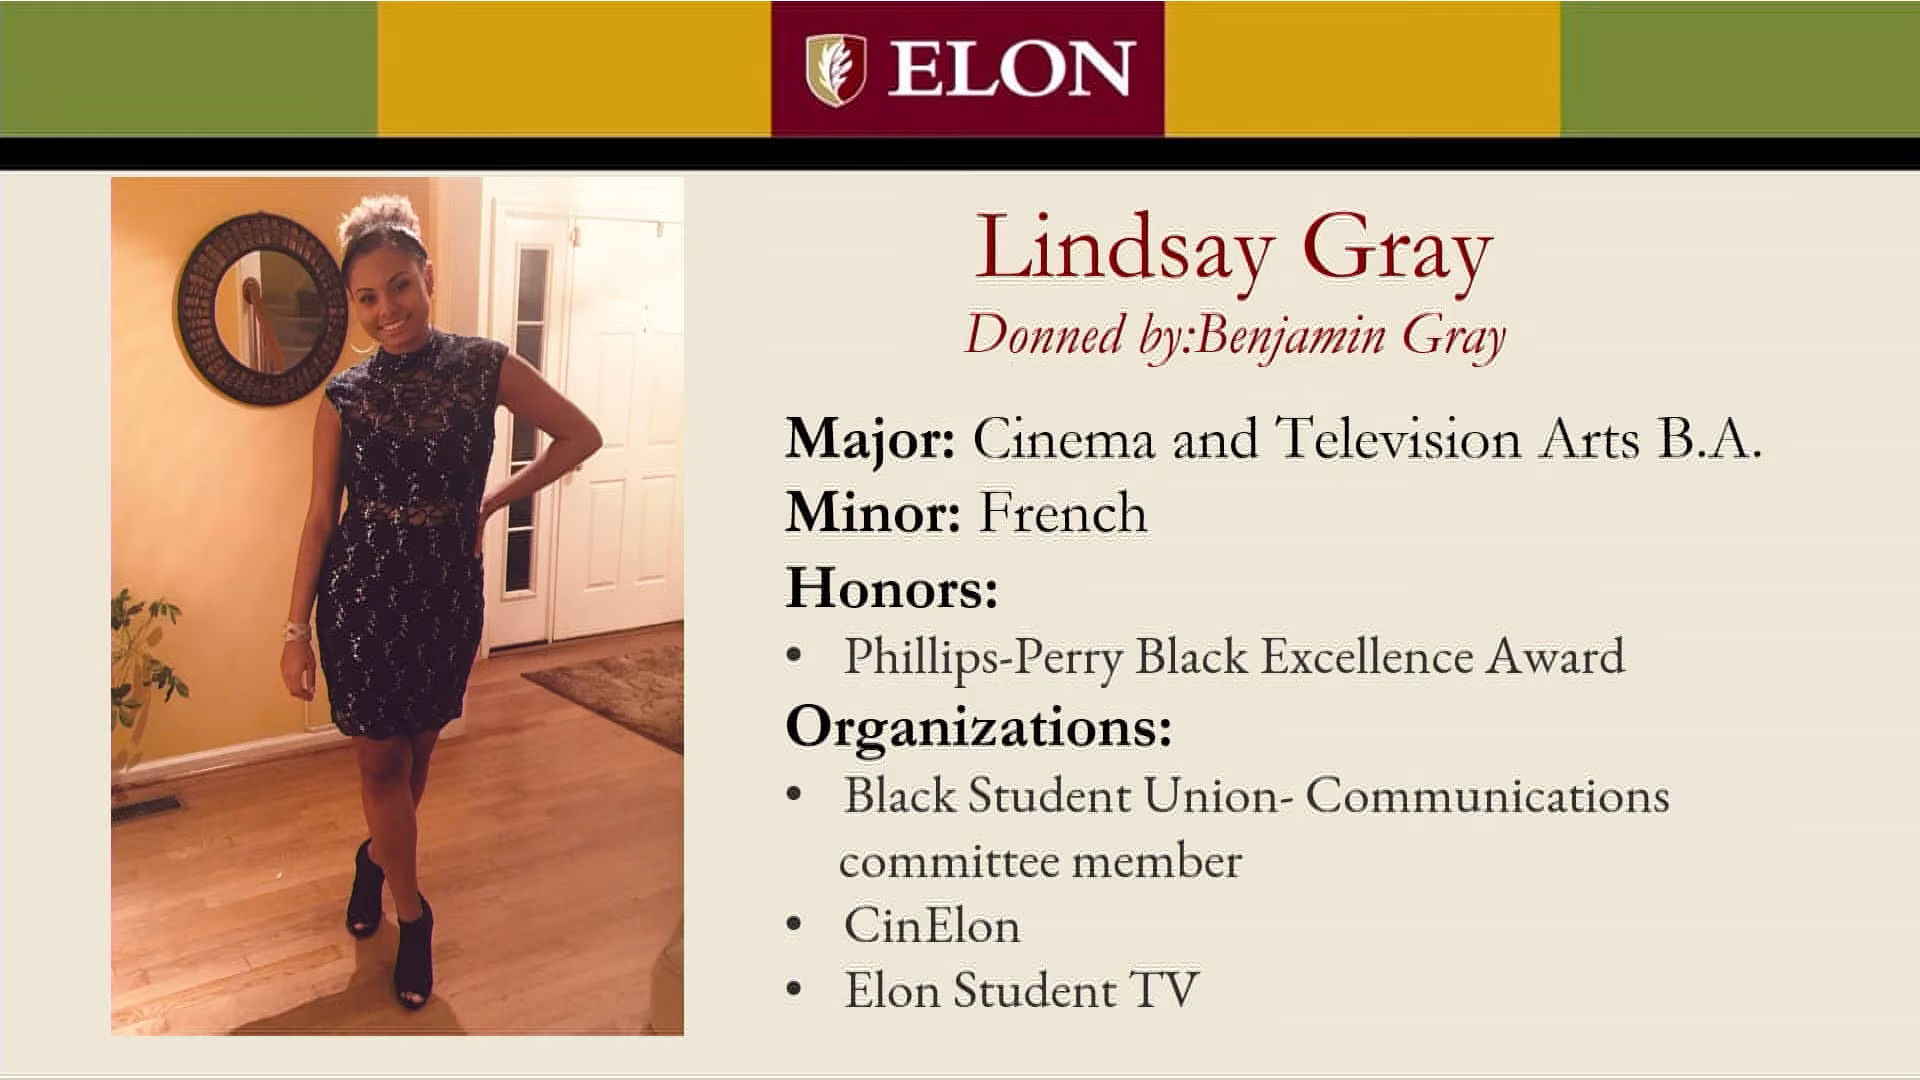 ELON
Lindsay Gray
Donned by:Benjamin Gray
Major: Cinema and Television Arts B.A.
Minor: French
Honors:
• Phillips-Perry Black Excellence Award
Organizations:
• Black Student Union- Communications
committee member
• CinElon
• Elon Student TV